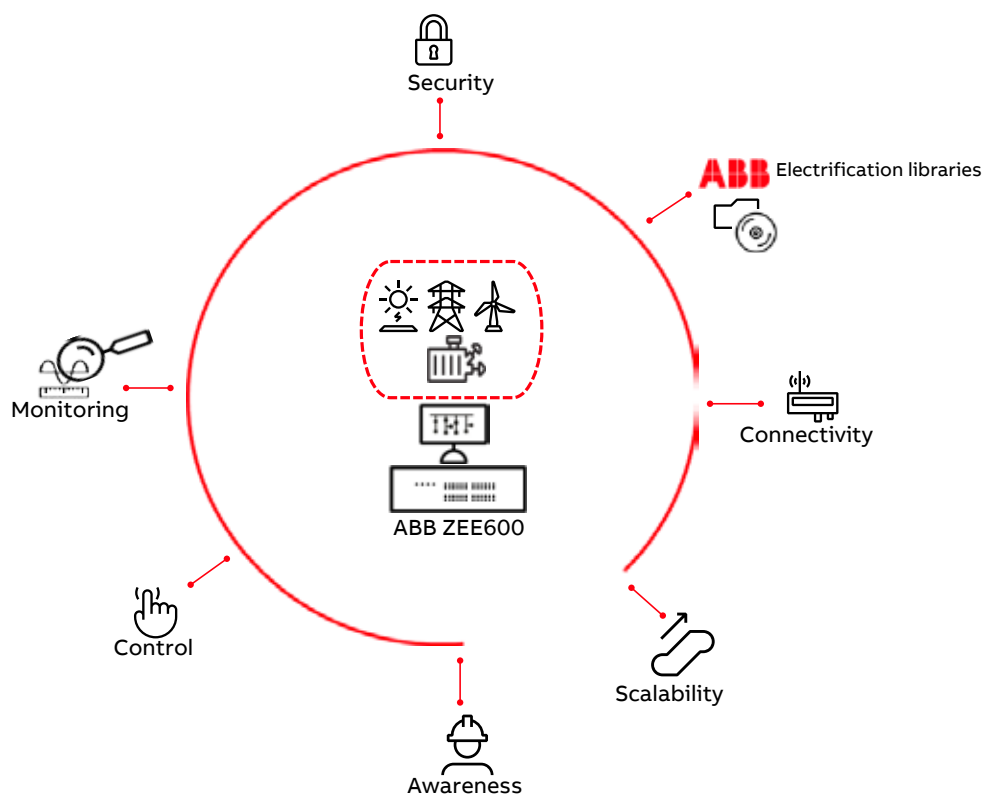 Security
ABB Electrification libraries
Monitoring
Connectivity
ABB ZEE600
Control
Scalability
Awareness